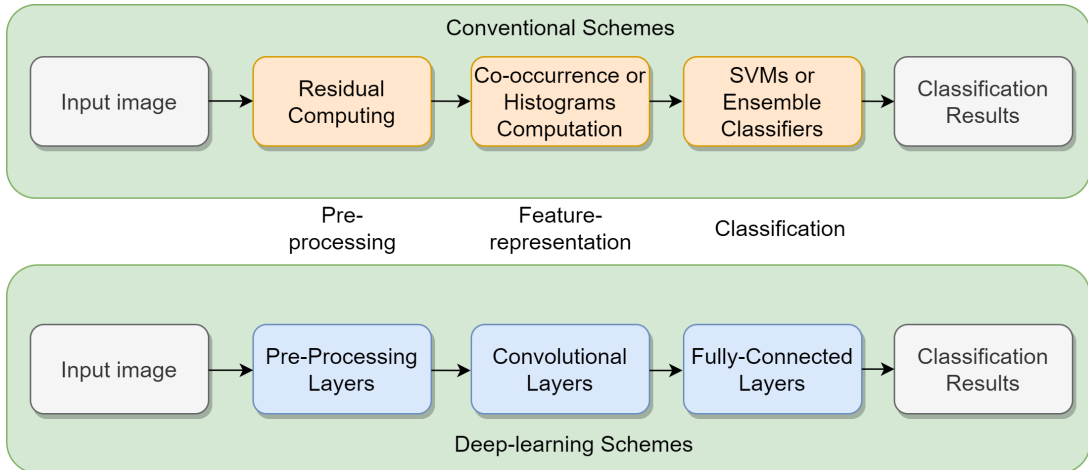 Conventional Schemes
Input image
Residual
Computing
Co-occurrence or
Histograms
Computation
SVMs or
Ensemble
Classifiers
Classification
Results
Pre-
processing
Feature-
representation
Classification
Input image
Pre-Processing
Layers
Convolutional
Layers
Fully-Connected
Layers
Classification
Results
Deep-learning Schemes